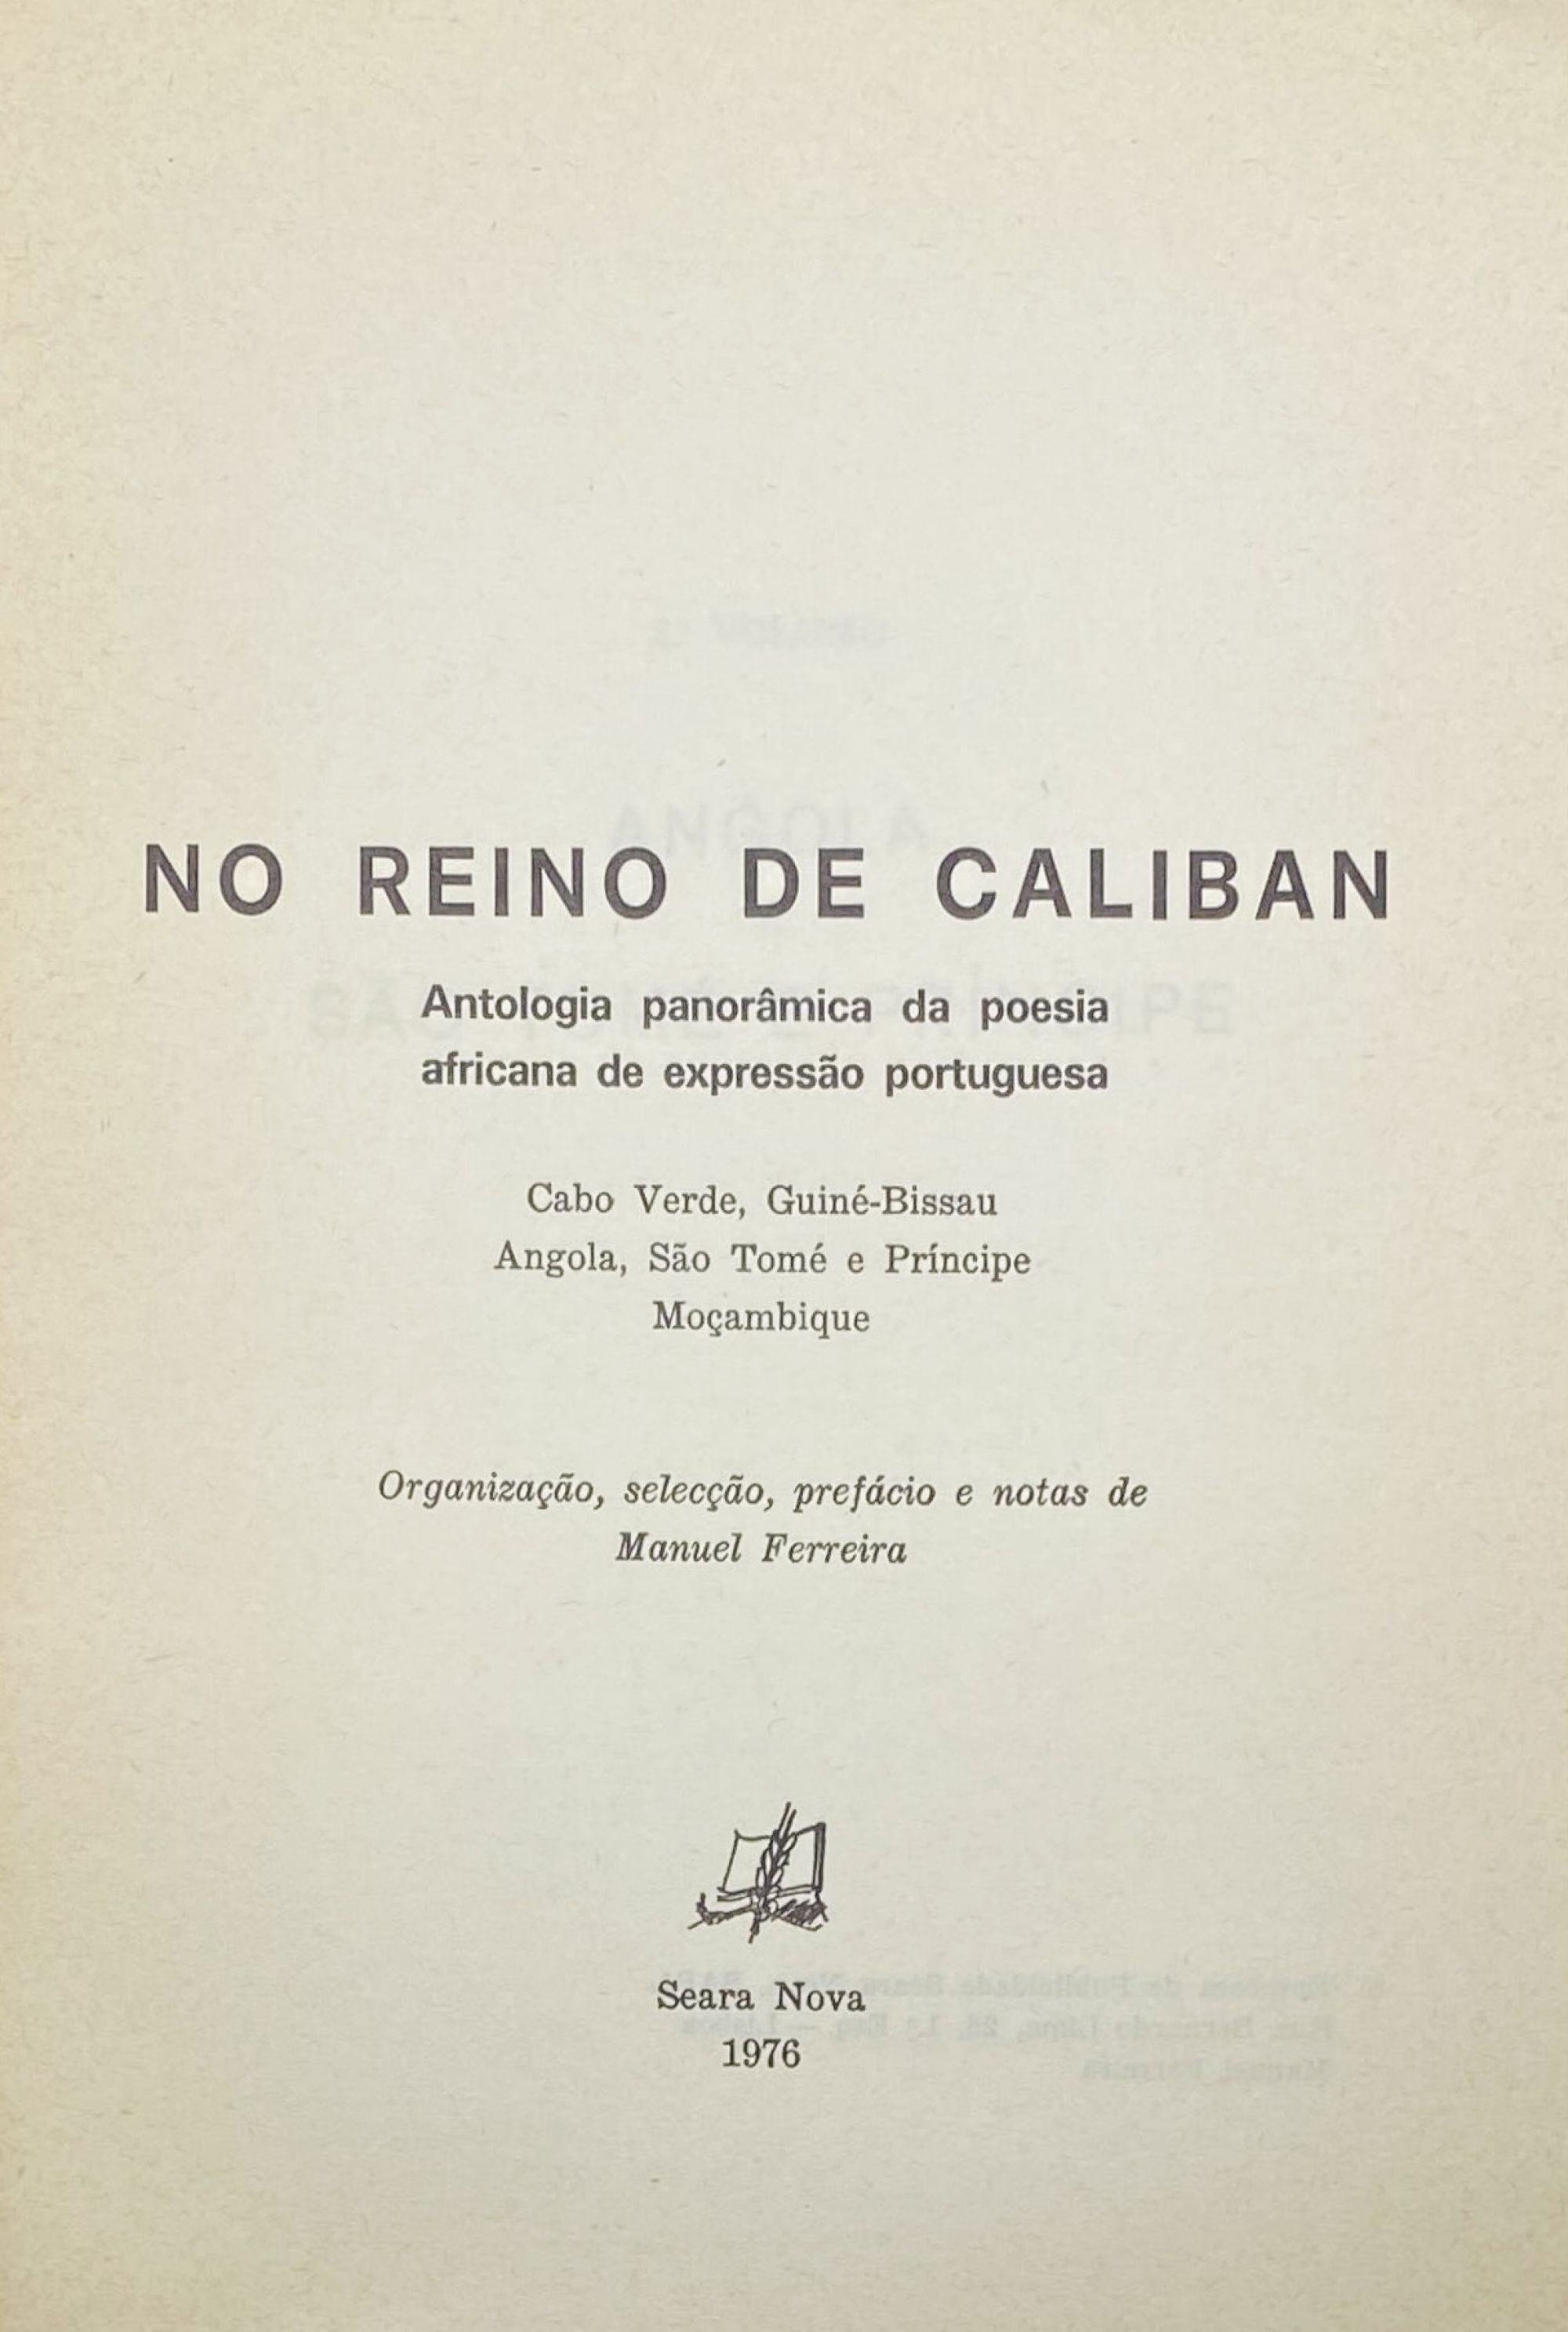 NO REINO DE CALIBAN
Antologia panorâmica da poesia
africana de expressão portuguesa
Cabo Verde, Guiné-Bissau
Angola, São Tomé e Príncipe
Moçambique
Organização, selecção, prefácio e notas de
Manuel Ferreira
Seara Nova
1976